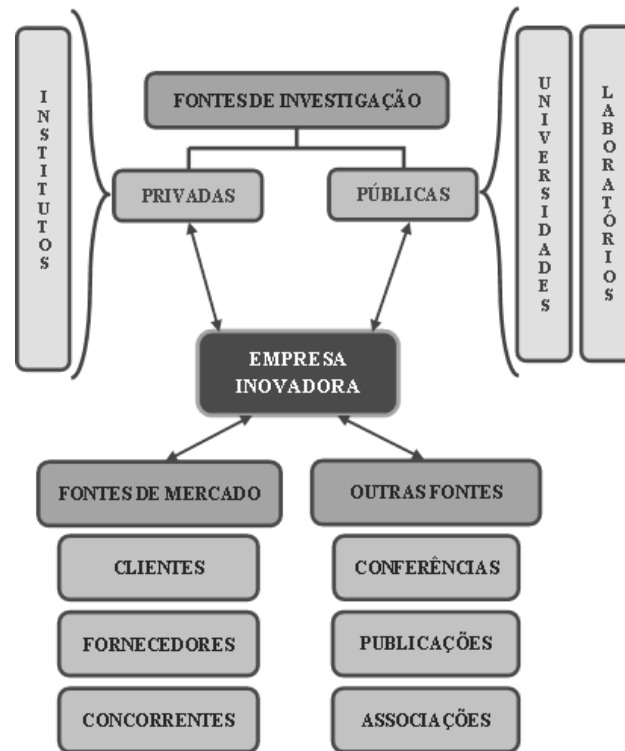 INSTITUTOS
FONTES DE INVESTIGAÇÃO
PRIVADAS
PÚBLICAS
UNIVERSIDADES
LABORATÓRIOS
EMPRESA
INOVADORA
FONTES DE MERCADO
OUTRAS FONTES
CLIENTES
CONFERÊNCIAS
FORNECEDORES
PUBLICAÇÕES
CONCORRENTES
ASSOCIAÇÕES